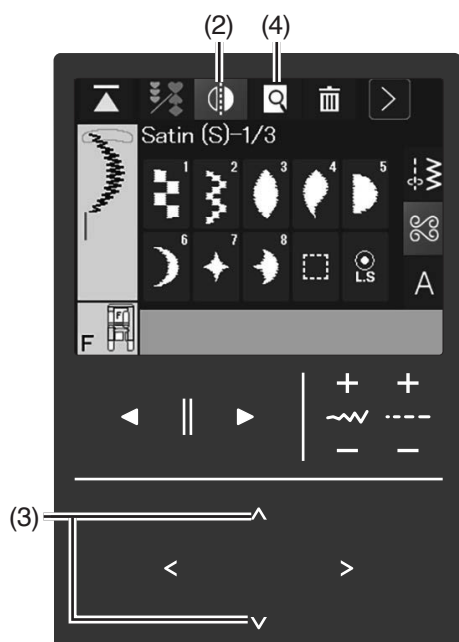 (2) (4)
Satin (S)-1/3
1 2 3 4 5
6 7 8 L.S
A
F F
+ +
- -
(3)